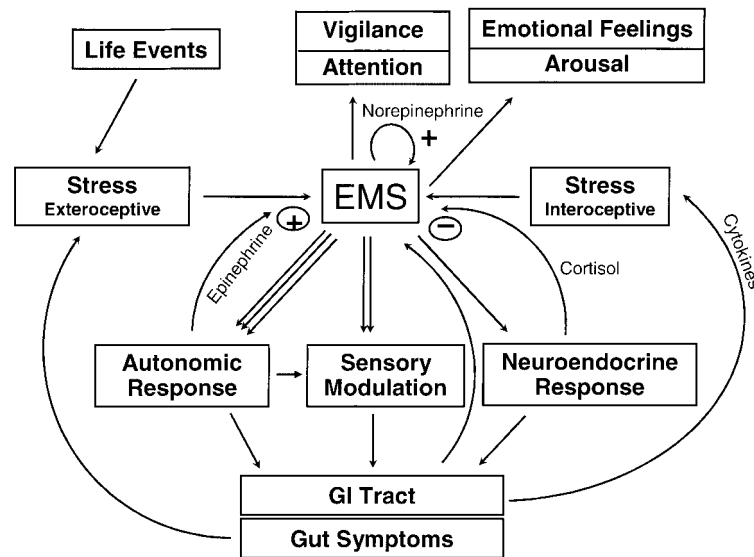 Life Events
Vigilance
Attention
Emotional Feelings
Arousal
Norepinephrine
+
Stress
Exteroceptive
EMS
Stress
Interoceptive
+
−
Epinephrine
Cortisol
Cytokines
Autonomic
Response
Sensory
Modulation
Neuroendocrine
Response
GI Tract
Gut Symptoms